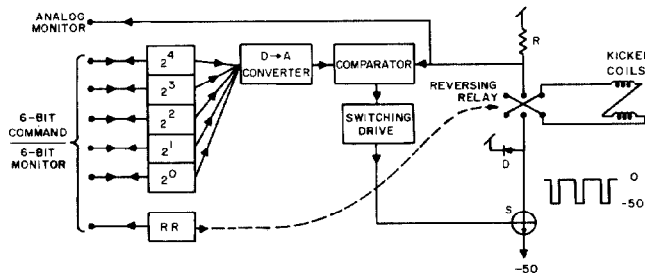 ANALOG
MONITOR
6-BIT
COMMAND
6-BIT
MONITOR
2⁴
2³
2²
2¹
2⁰
RR
D→A
CONVERTER
COMPARATOR
SWITCHING
DRIVE
REVERSING
RELAY
R
KICKER
COILS
D
S
-50
0
-50